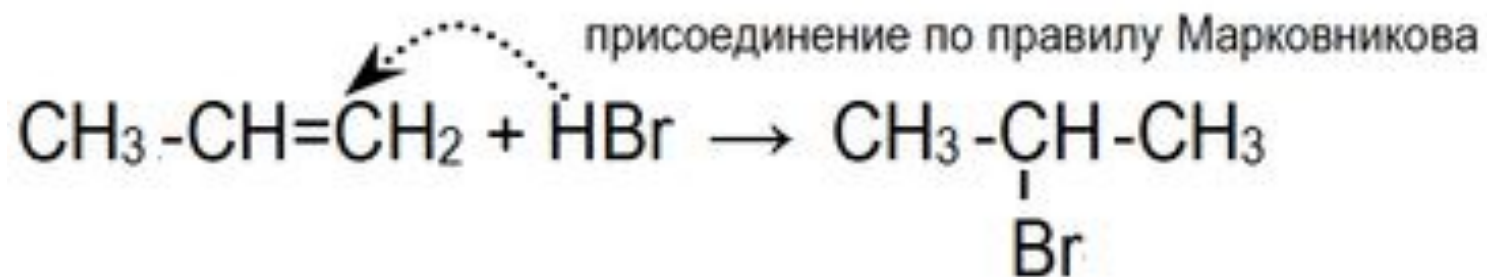 присоединение по правилу Марковникова
CH₃-CH=CH₂ + HBr → CH₃-CH-CH₃
Br